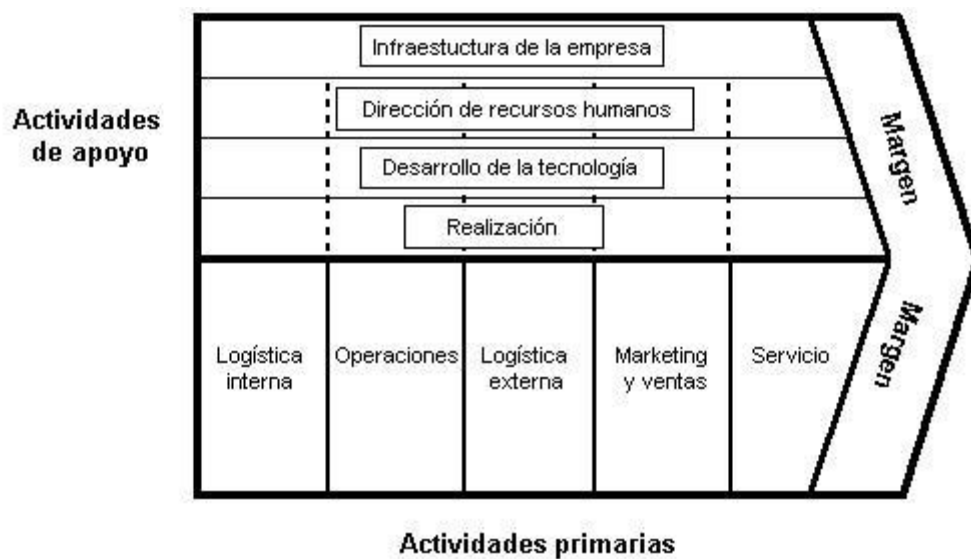 Infraestuctura de la empresa
Dirección de recursos humanos
Actividades
de apoyo
Desarrollo de la tecnología
Realización
Margen
Margen
Logística
interna
Operaciones
Logística
externa
Marketing
y ventas
Servicio
Actividades primarias